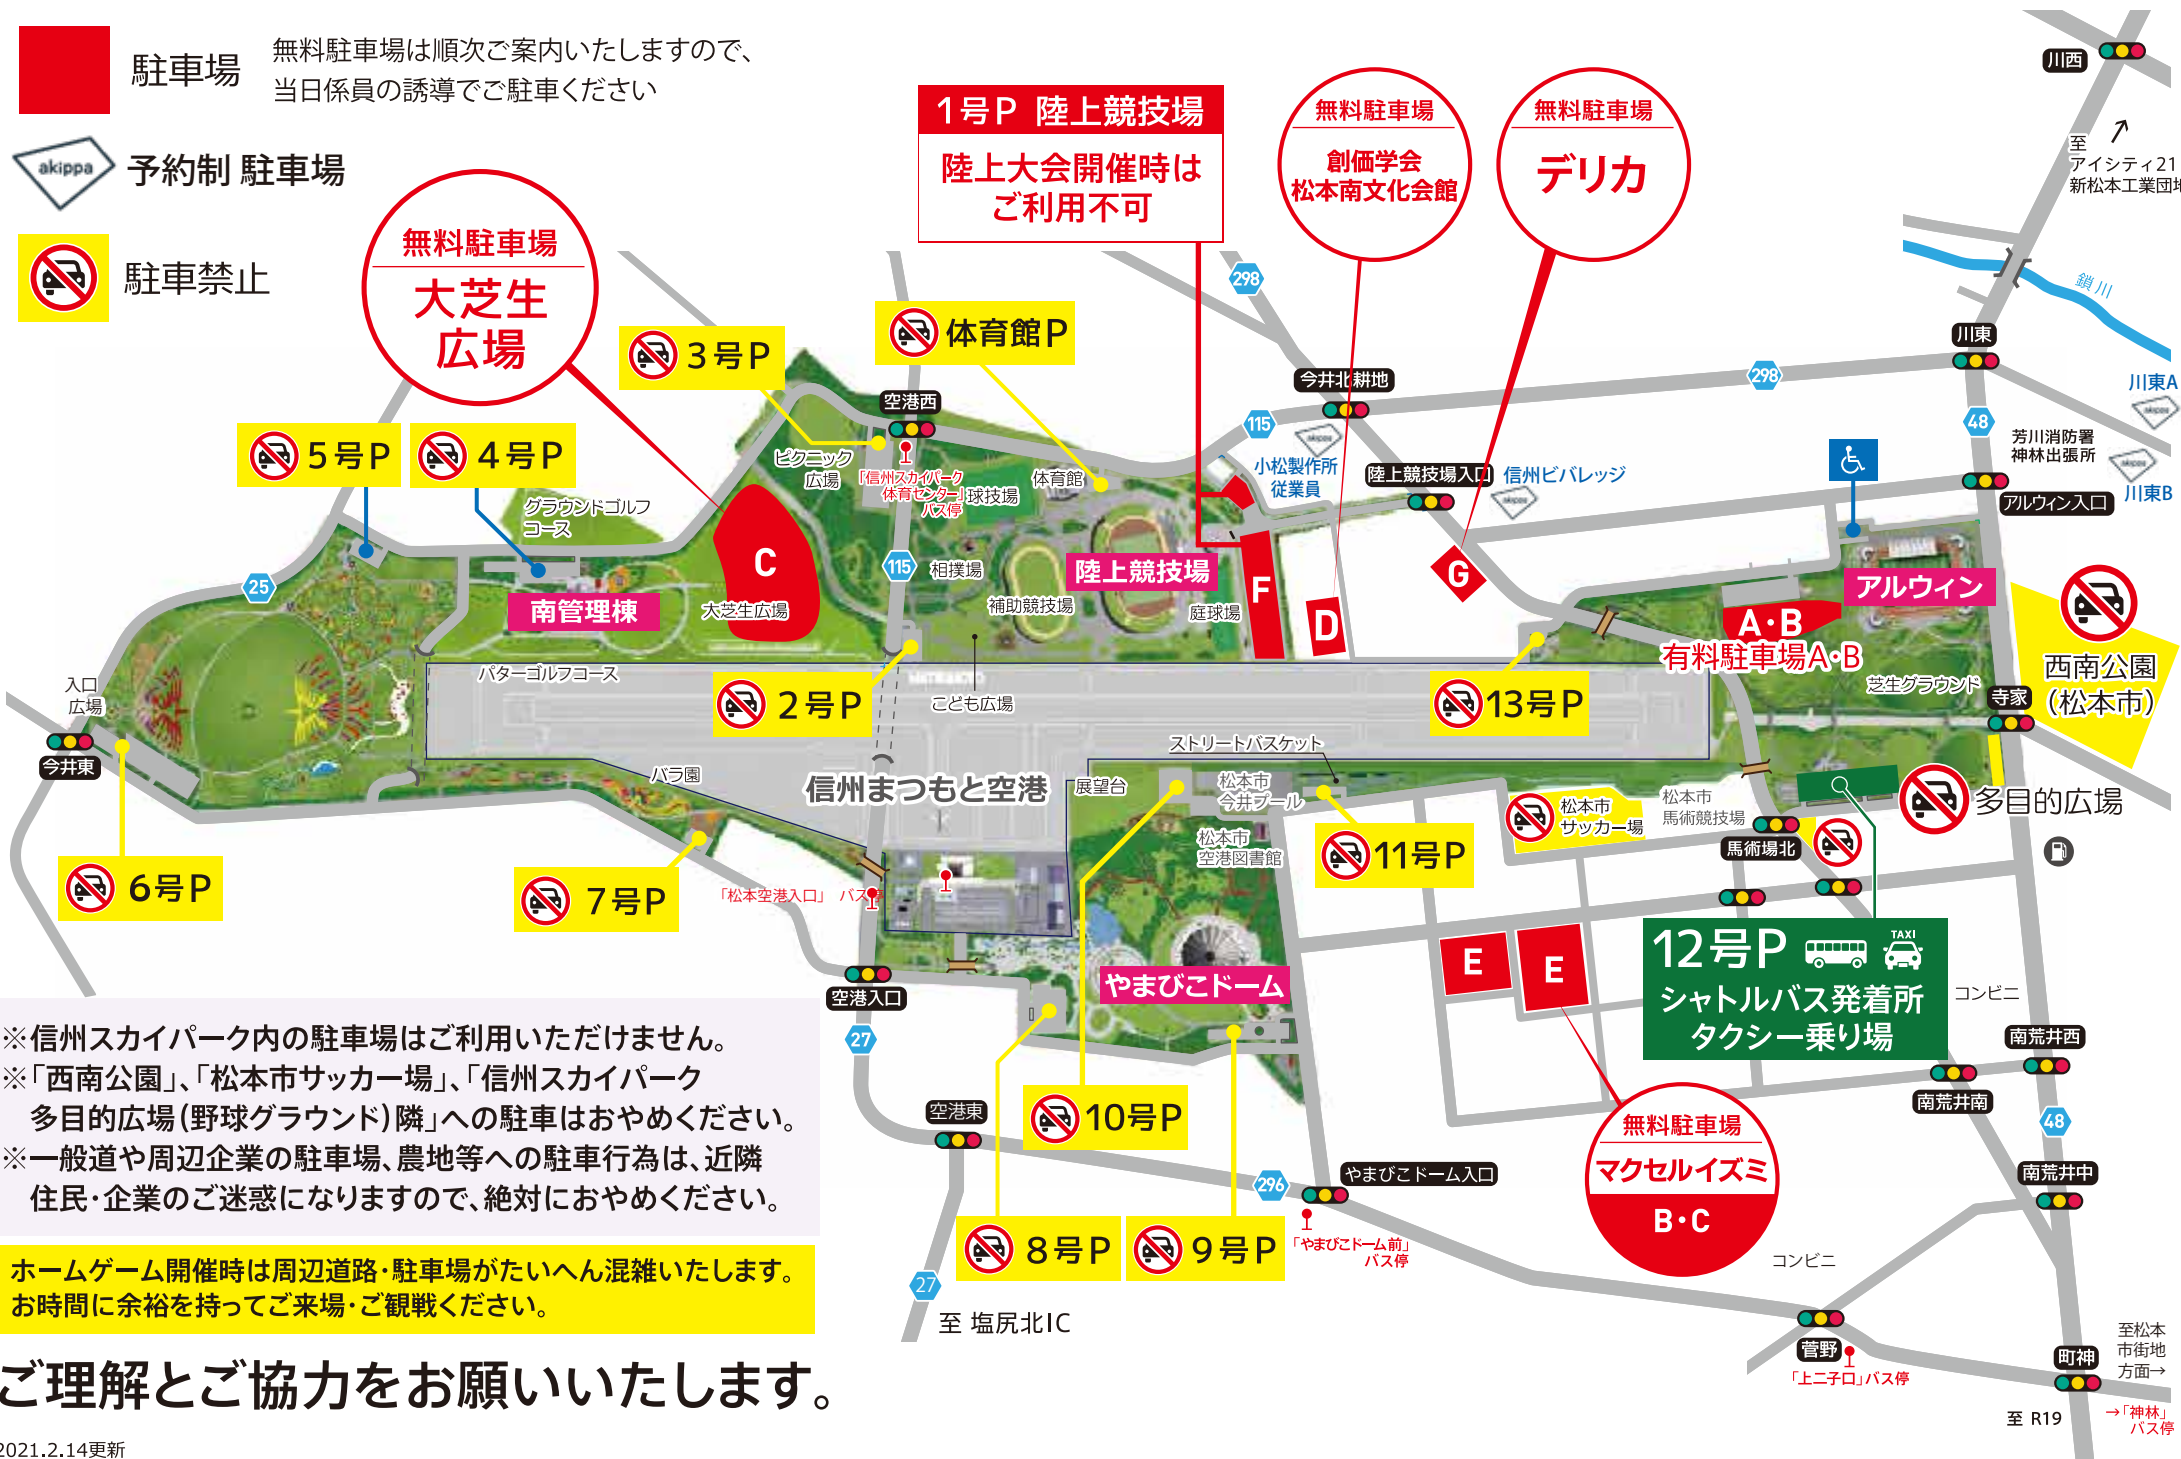 駐車場
無料駐車場は順次ご案内いたしますので、
当日係員の誘導でご駐車ください
akippa
予約制 駐車場
駐車禁止
無料駐車場
大芝生
広場
1号P 陸上競技場
陸上大会開催時は
ご利用不可
無料駐車場
創価学会
松本南文化会館
無料駐車場
デリカ
川西
至
アイシティ21
新松本工業団地
鎖川
298
川東
298
川東A
akippa
48
芳川消防署
神林出張所
akippa
川東B
アルウィン入口
3号P
体育館P
空港西
今井北耕地
115
akippa
小松製作所
従業員
陸上競技場入口
信州ビバレッジ
akippa
5号P
4号P
ピクニック
広場
「信州スカイパーク
体育センター」
バス停
球技場
体育館
グラウンドゴルフ
コース
C
大芝生広場
115
相撲場
陸上競技場
補助競技場
庭球場
F
D
G
A・B
有料駐車場A・B
アルウィン
西南公園
(松本市)
25
南管理棟
パターゴルフコース
2号P
こども広場
13号P
芝生グラウンド
寺家
入口
広場
今井東
バラ園
信州まつもと空港
展望台
ストリートバスケット
松本市
今井プール
松本市
空港図書館
松本市
サッカー場
松本市
馬術競技場
多目的広場
馬術場北
6号P
7号P
「松本空港入口」 バス停
11号P
空港入口
27
やまびこドーム
E
E
12号P
TAXI
シャトルバス発着所
タクシー乗り場
コンビニ
南荒井西
南荒井南
48
南荒井中
※信州スカイパーク内の駐車場はご利用いただけません。
※「西南公園」、「松本市サッカー場」、「信州スカイパーク
多目的広場(野球グラウンド)隣」への駐車はおやめください。
※一般道や周辺企業の駐車場、農地等への駐車行為は、近隣
住民・企業のご迷惑になりますので、絶対におやめください。
空港東
10号P
無料駐車場
マクセルイズミ
B・C
296
やまびこドーム入口
「やまびこドーム前」
バス停
8号P
9号P
ホームゲーム開催時は周辺道路・駐車場がたいへん混雑いたします。
お時間に余裕を持ってご来場・ご観戦ください。
27
至 塩尻北IC
コンビニ
菅野
「上二子口」バス停
町神
至松本
市街地
方面→
至 R19
→「神林」
バス停
ご理解とご協力をお願いいたします。
2021.2.14更新